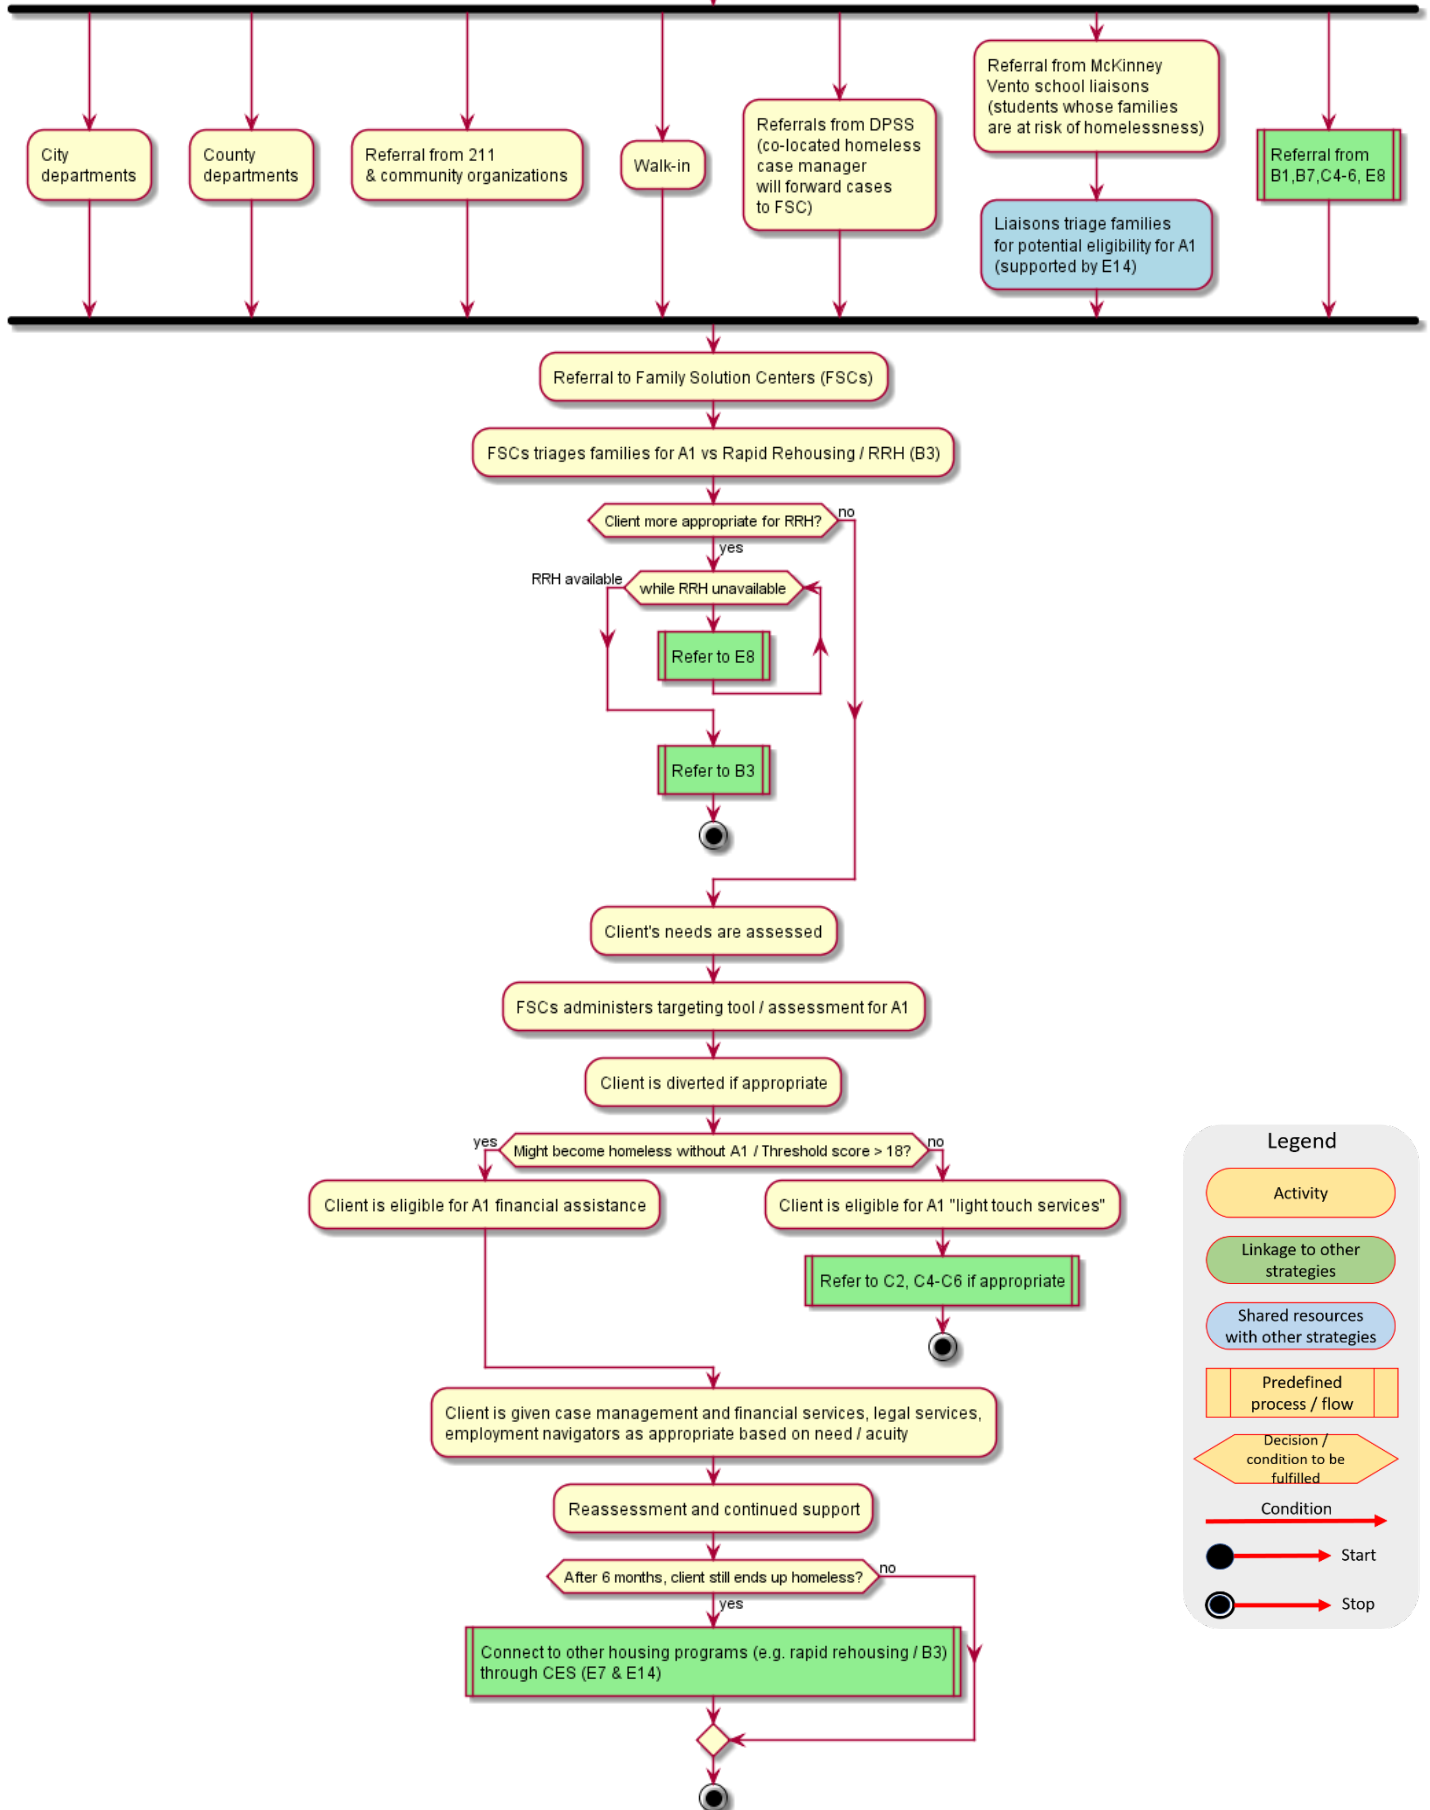 City
departments
County
departments
Referral from 211
& community organizations
Walk-in
Referrals from DPSS
(co-located homeless
case manager
will forward cases
to FSC)
Referral from McKinney
Vento school liaisons
(students whose families
are at risk of homelessness)
Liaisons triage families
for potential eligibility for A1
(supported by E14)
Referral from
B1,B7,C4-6, E8
Referral to Family Solution Centers (FSCs)
FSCs triages families for A1 vs Rapid Rehousing / RRH (B3)
Client more appropriate for RRH?
no
yes
RRH available
while RRH unavailable
Refer to E8
Refer to B3
Client's needs are assessed
FSCs administers targeting tool / assessment for A1
Client is diverted if appropriate
yes
Might become homeless without A1 / Threshold score > 18?
no
Client is eligible for A1 financial assistance
Client is eligible for A1 "light touch services"
Refer to C2, C4-C6 if appropriate
Client is given case management and financial services, legal services,
employment navigators as appropriate based on need / acuity
Reassessment and continued support
After 6 months, client still ends up homeless?
no
yes
Connect to other housing programs (e.g. rapid rehousing / B3)
through CES (E7 & E14)
Legend
Activity
Linkage to other
strategies
Shared resources
with other strategies
Predefined
process / flow
Decision /
condition to be
fulfilled
Condition
Start
Stop